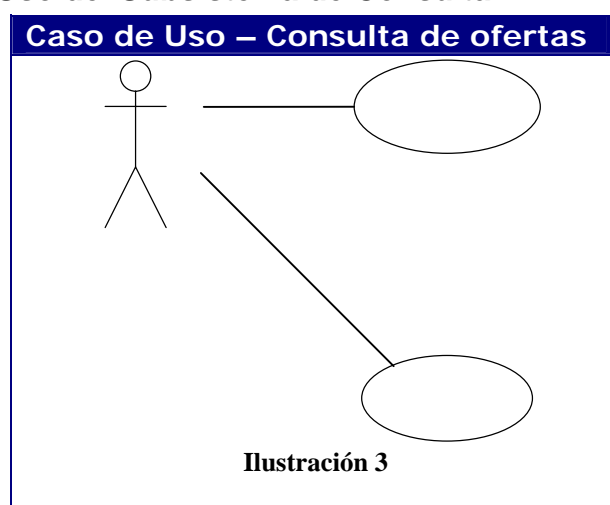 Caso de Uso – Consulta de ofertas
Ilustración 3